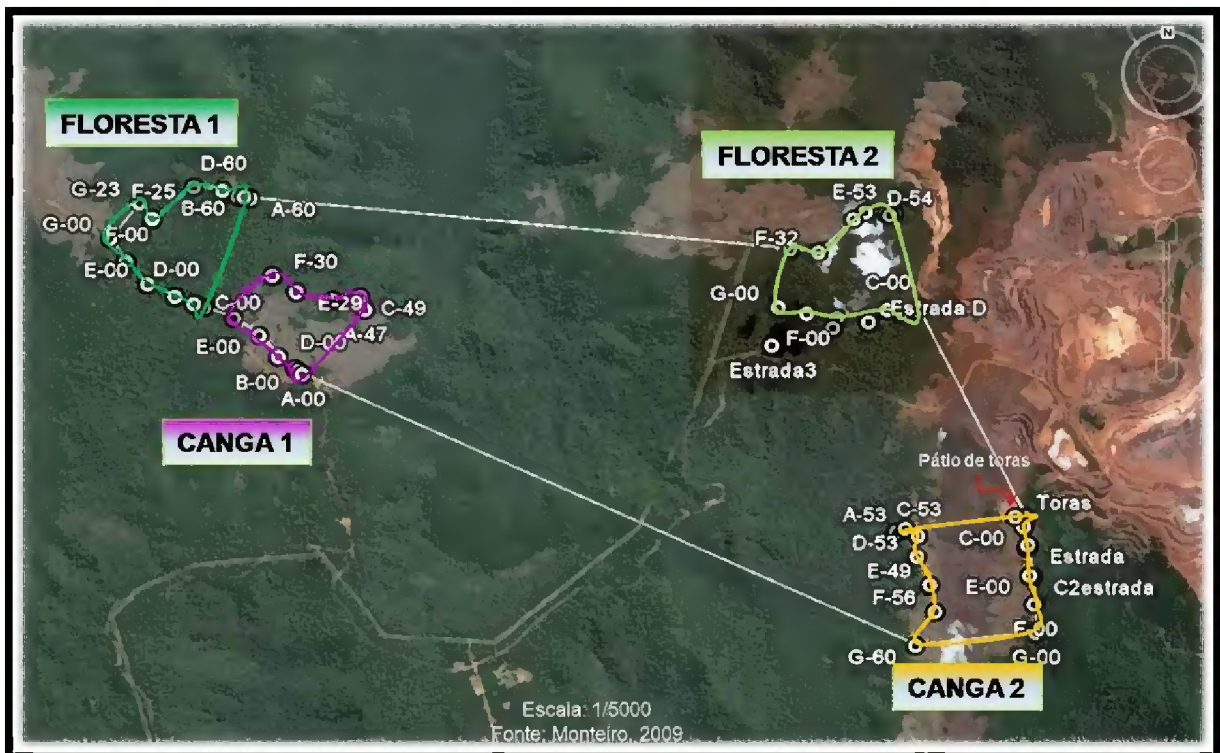 N
FLORESTA 1
D-60
G-23
F-25
B-60
A-60
G-00
F-00
E-00
D-00
C-00
F-30
E-29
C-49
A-47
D-00
E-00
B-00
A-00
CANGA 1
FLORESTA 2
E-53
D-54
F-32
C-00
G-00
Estrada D
F-00
Estrada3
Pátio de toras
Toras
A-53
C-53
C-00
D-53
Estrada
E-49
E-00
C2estrada
F-56
F-00
G-60
G-00
CANGA 2
Escala: 1/5000
Fonte: Monteiro, 2009